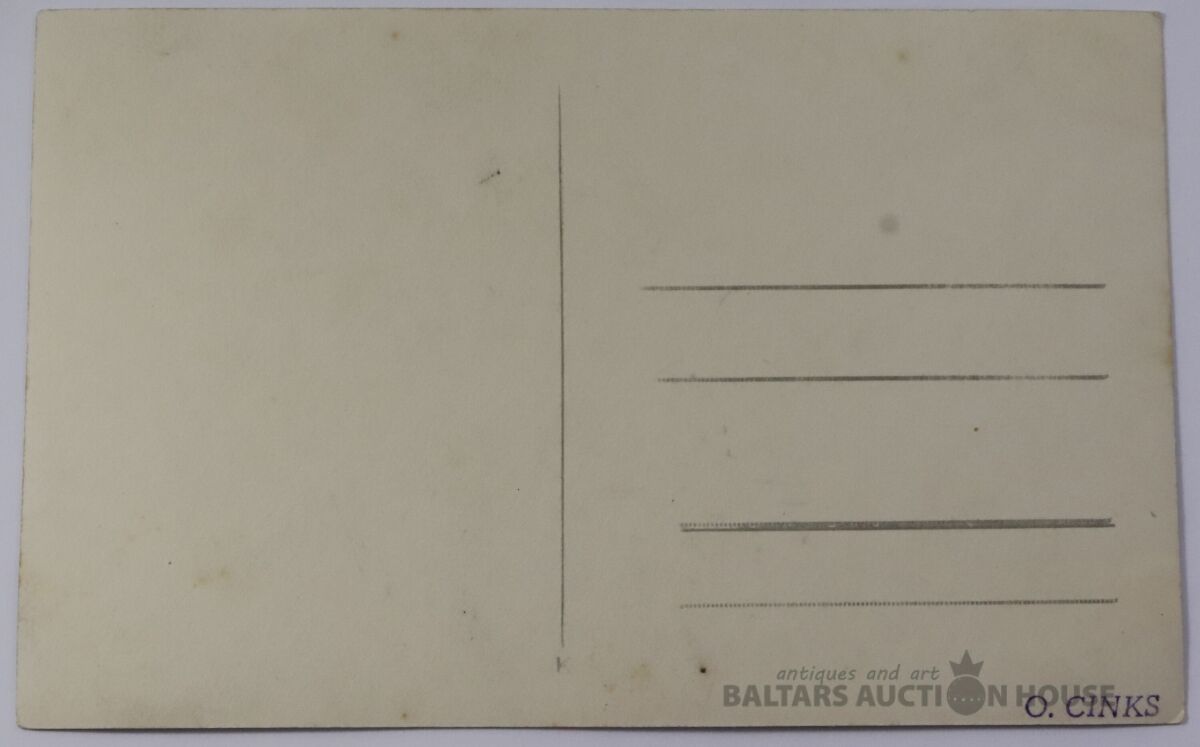 K
antiques and art
BALTARS AUCTION HOUSE
O. CINKS